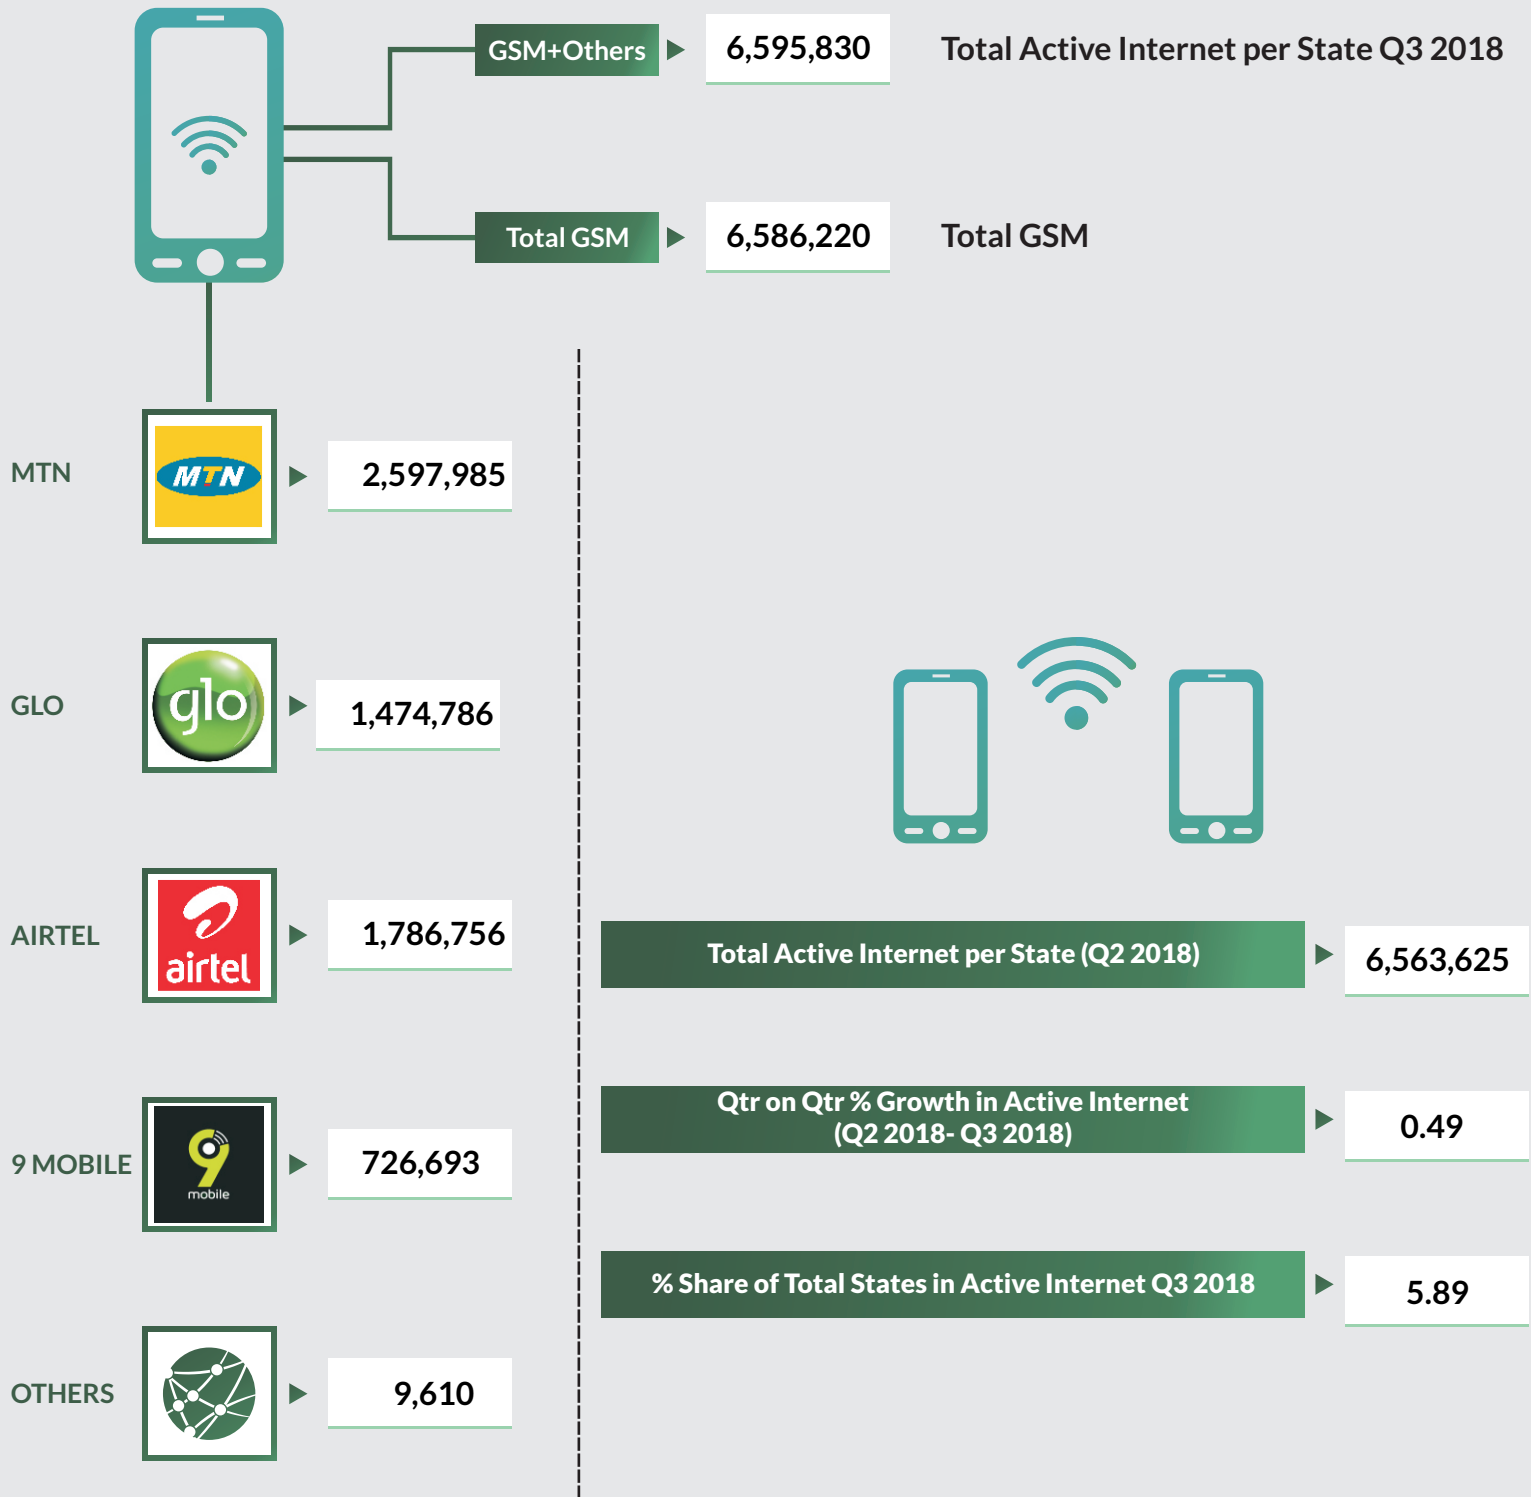 GSM+Others
6,595,830
Total Active Internet per State Q3 2018
Total GSM
6,586,220
Total GSM
MTN
MTN
2,597,985
GLO
glo
1,474,786
AIRTEL
airtel
1,786,756
9 MOBILE
9
mobile
726,693
OTHERS
9,610
Total Active Internet per State (Q2 2018)
6,563,625
Qtr on Qtr % Growth in Active Internet
(Q2 2018- Q3 2018)
0.49
% Share of Total States in Active Internet Q3 2018
5.89